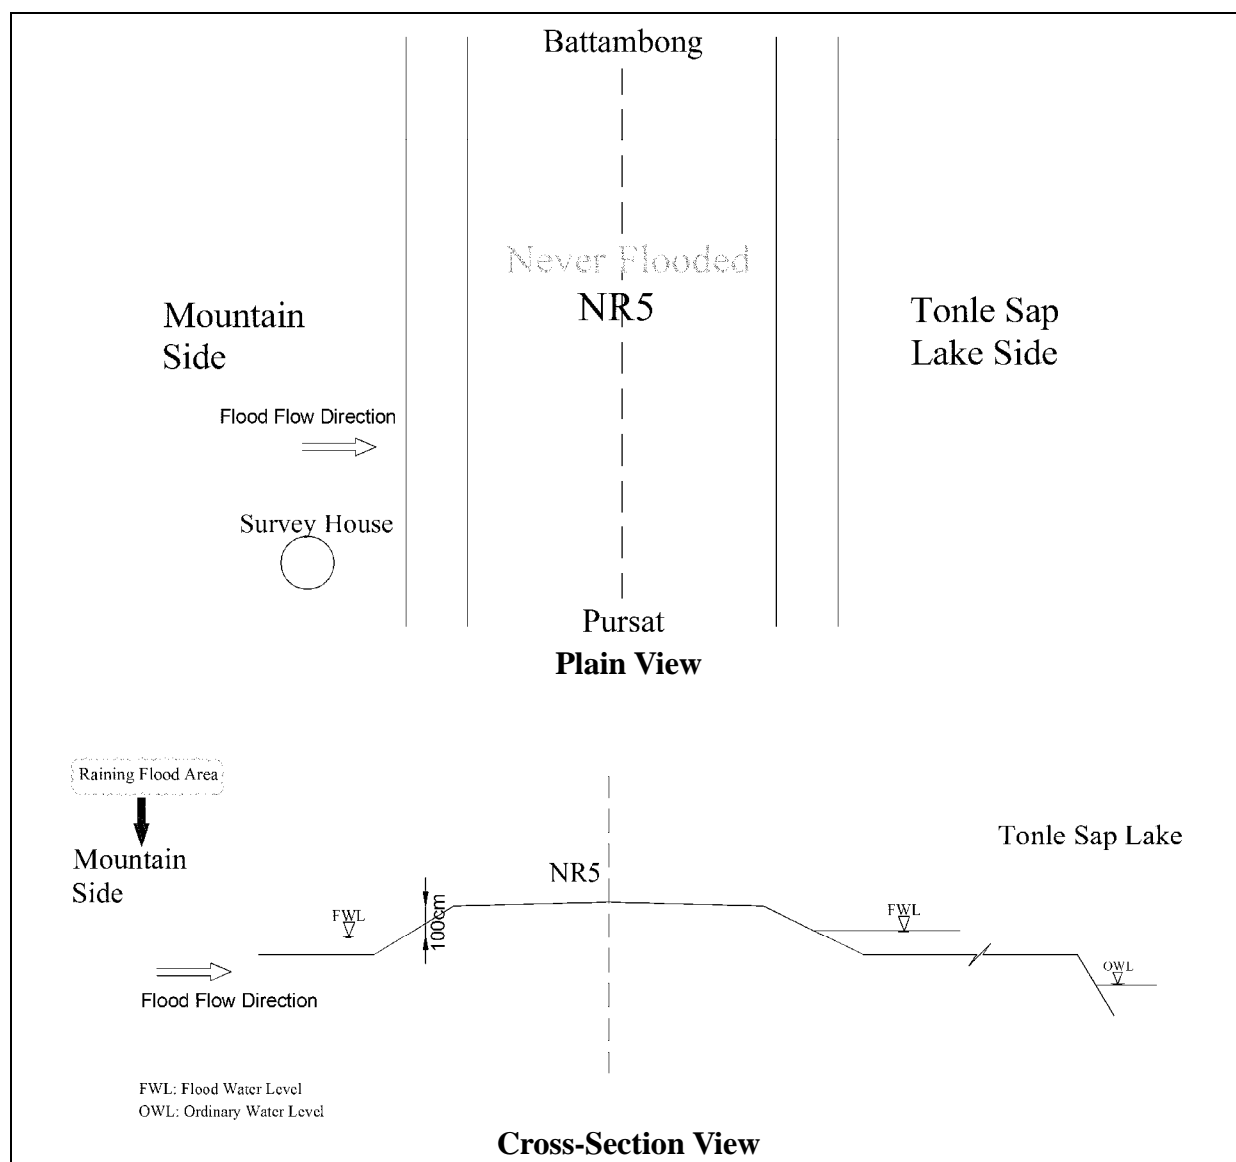 Battambong
Never Flooded
NR5
Mountain
Side
Tonle Sap
Lake Side
Flood Flow Direction
Survey House
Pursat
Plain View
Raining Flood Area
Mountain
Side
Tonle Sap Lake
NR5
FWL
100cm
FWL
OWL
Flood Flow Direction
FWL: Flood Water Level
OWL: Ordinary Water Level
Cross-Section View